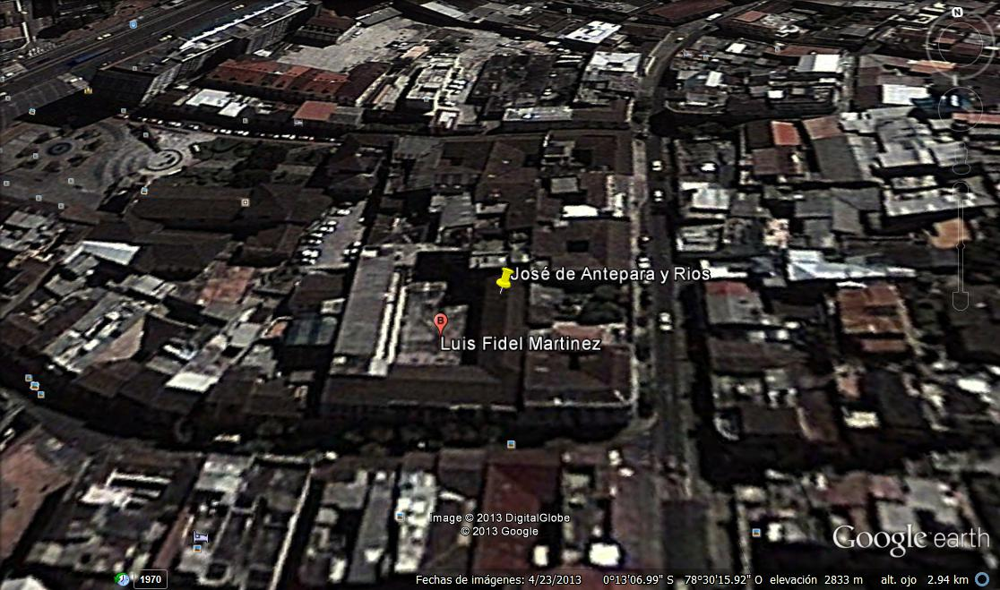 N
José de Antepara y Rios
B
Luis Fidel Martinez
Image © 2013 DigitalGlobe
© 2013 Google
Google earth
1970
Fechas de imágenes: 4/23/2013 0°13'06.99" S 78°30'15.92" O elevación 2833 m alt. ojo 2.94 km